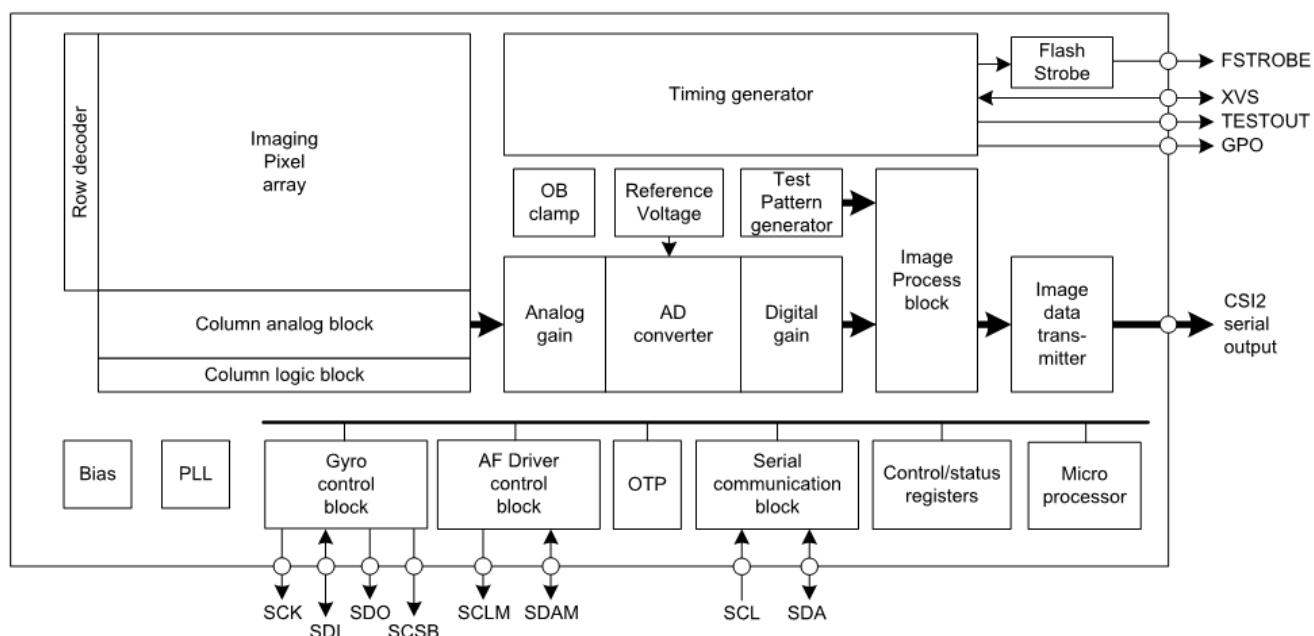 Flash
Strobe
FSTROBE
Timing generator
XVS
TESTOUT
GPO
Row decoder
Imaging
Pixel
array
OB
clamp
Reference
Voltage
Test
Pattern
generator
Image
Process
block
Column analog block
Column logic block
Analog
gain
AD
converter
Digital
gain
Image
data
trans-
mitter
CSI2
serial
output
Bias
PLL
Gyro
control
block
AF Driver
control
block
OTP
Serial
communication
block
Control/status
registers
Micro
processor
SCK
SDI
SDO
SCSB
SCLM
SDAM
SCL
SDA